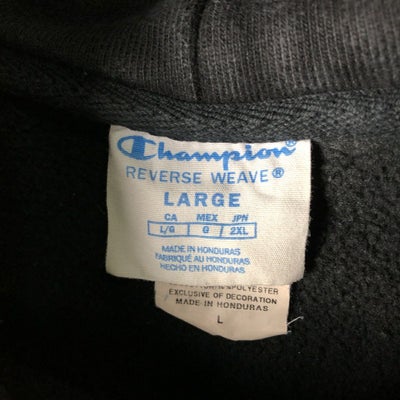 Champion
REVERSE WEAVE®
LARGE
CA MEX JPN
L/G G 2XL
MADE IN HONDURAS
FABRIQUÉ AU HONDURAS
HECHO EN HONDURAS
POLYESTER
EXCLUSIVE OF DECORATION
MADE IN HONDURAS
L